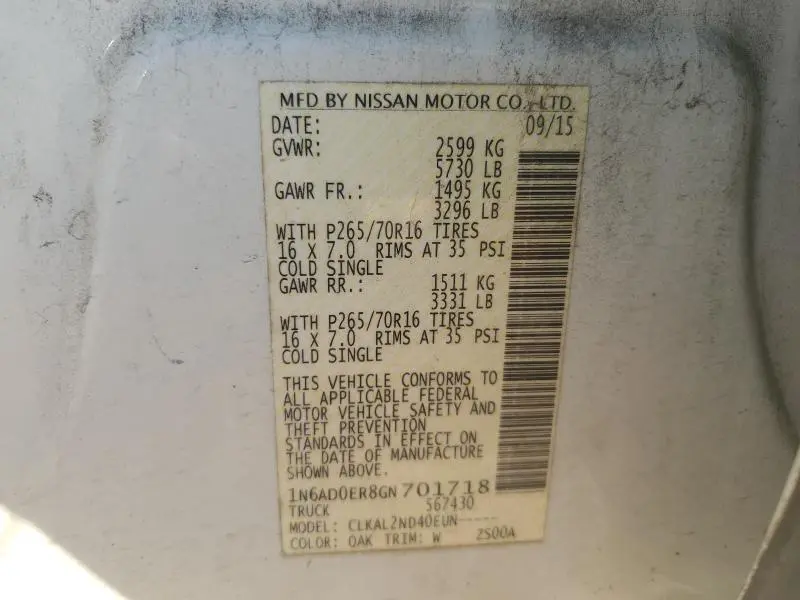 MFD BY NISSAN MOTOR CO., LTD.
DATE: 09/15
GVWR: 2599 KG
5730 LB
GAWR FR.: 1495 KG
3296 LB
WITH P265/70R16 TIRES
16 X 7.0 RIMS AT 35 PSI
COLD SINGLE
GAWR RR.: 1511 KG
3331 LB
WITH P265/70R16 TIRES
16 X 7.0 RIMS AT 35 PSI
COLD SINGLE
THIS VEHICLE CONFORMS TO
ALL APPLICABLE FEDERAL
MOTOR VEHICLE SAFETY AND
THEFT PREVENTION
STANDARDS IN EFFECT ON
THE DATE OF MANUFACTURE
SHOWN ABOVE.
1N6AD0ER8GN701718
TRUCK 567430
MODEL: CLKAL2ND40EUN-----
COLOR: QAK TRIM: W ZS00A